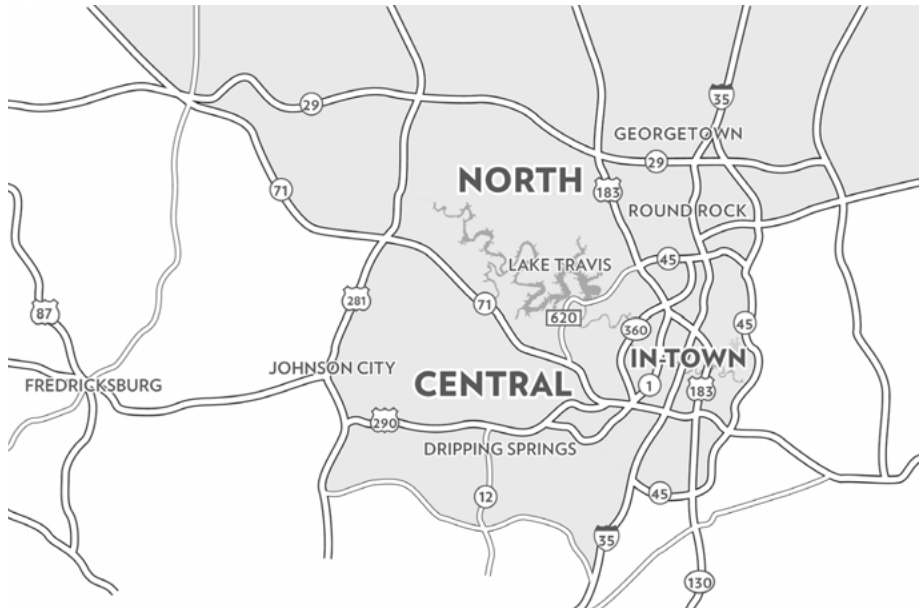 35
29
GEORGETOWN
29
NORTH
183
71
ROUND ROCK
LAKE TRAVIS
45
281
71
87
620
360
45
IN-TOWN
JOHNSON CITY
FREDRICKSBURG
CENTRAL
1
183
290
DRIPPING SPRINGS
12
45
35
130